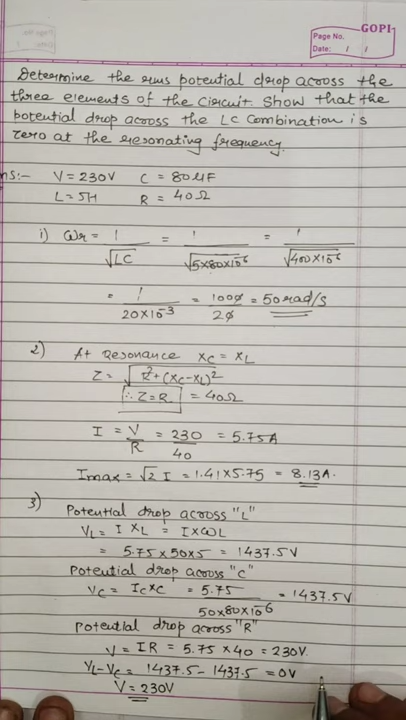 GOPI
Page No.
Date: / /
Determine the rms potential drop across the
three elements of the circuit. Show that the
potential drop across the LC combination is
zero at the resonating frequency.
ns:- V = 230V C = 80μF
L = 5H R = 40Ω
i) ωr = 1/√LC = 1/√5×80×10⁻⁶ = 1/√400×10⁻⁶
= 1/20×10⁻³ = 1000/20 = 50 rad/s
2) At Resonance Xc = XL
Z = √R²+(Xc-XL)²
∴ Z = R = 40Ω
I = V/R = 230/40 = 5.75A
Imax = √2 I = 1.41×5.75 = 8.13A.
3) Potential drop across "L"
VL = I XL = I×ωL
= 5.75×50×5 = 1437.5V
Potential drop across "C"
Vc = Ic×c = 5.75/50×80×10⁻⁶ = 1437.5V
Potential drop across "R"
V = IR = 5.75×40 = 230V.
VL-Vc = 1437.5-1437.5 = 0V
V = 230V